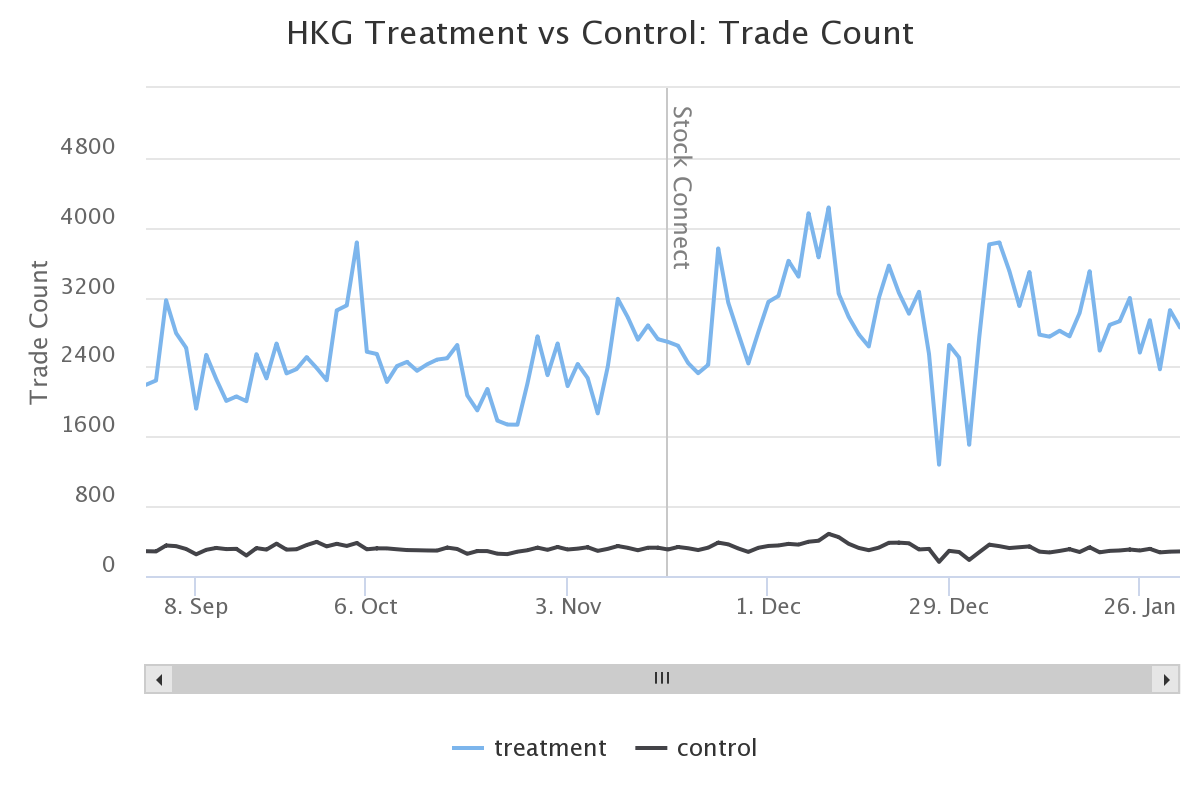 HKG Treatment vs Control: Trade Count
Trade Count
4800
4000
3200
2400
1600
800
0
Stock Connect
8. Sep
6. Oct
3. Nov
1. Dec
29. Dec
26. Jan
treatment
control